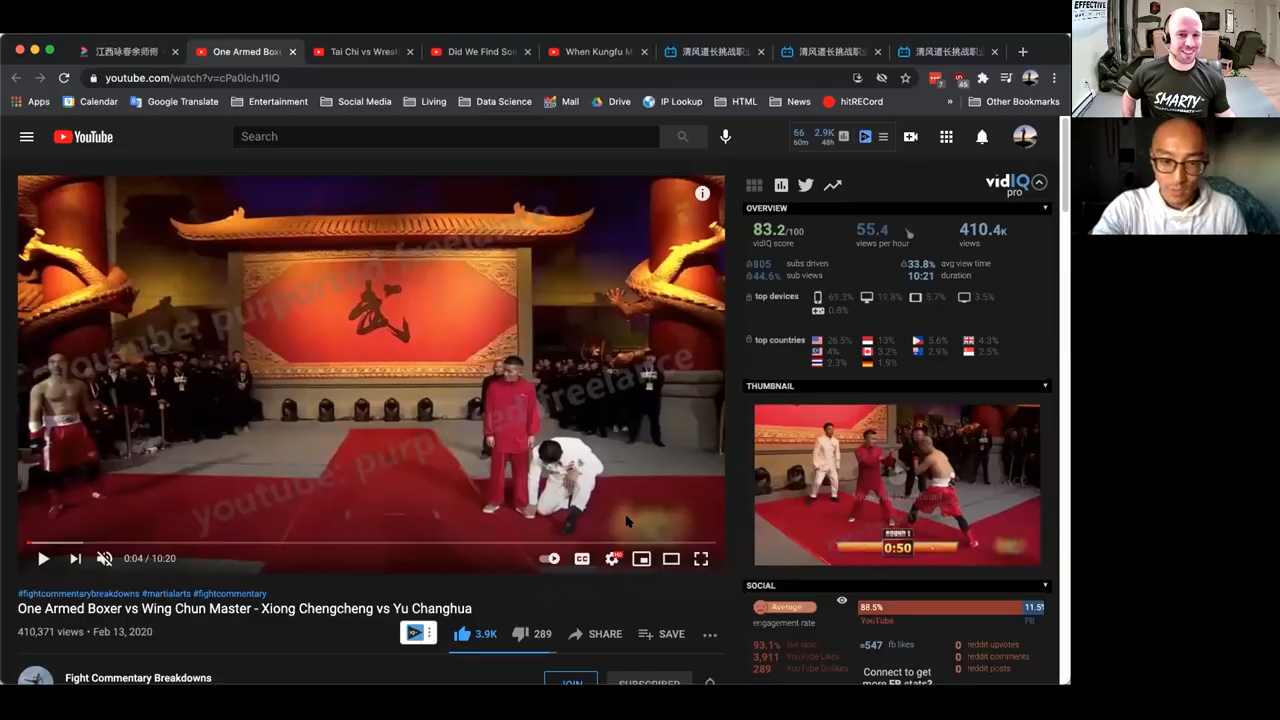 江西咏春余师傅
One Armed Box
Tai Chi vs Wrest
Did We Find So
When Kungfu M
清风道长挑战职
清风道长挑战职
清风道长挑战职
youtube.com/watch?v=cPa0lchJ1IQ
7
45
Apps
Calendar
Google Translate
Entertainment
Social Media
Living
Data Science
Mail
Drive
IP Lookup
HTML
News
hitRECord
»
Other Bookmarks
YouTube
Search
66 2.9K
60m 48h
vidIQ
pro
OVERVIEW
83.2/100 55.4 410.4K
vidIQ score views per hour views
805 subs driven 33.8% avg view time
44.6% sub views 10:21 duration
top devices 69.3% 19.8% 5.7% 3.5%
0.8%
top countries 26.5% 13% 5.6% 4.3%
4% 3.2% 2.9% 2.5%
2.3% 1.9%
THUMBNAIL
ROUND 1
0:50
SOCIAL
Average 88.5% 11.5%
engagement rate YouTube FB
93.1% like ratio ≈547 fb likes 0 reddit upvotes
3,911 YouTube Likes 0 reddit comments
289 YouTube Dislikes Connect to get 0 reddit posts
more FB stats?
武
youtube: purported freelance
youtube: purported freelance
0:04 / 10:20
CC
HD
#fightcommentarybreakdowns #martialarts #fightcommentary
One Armed Boxer vs Wing Chun Master - Xiong Chengcheng vs Yu Changhua
410,371 views • Feb 13, 2020
3.9K
289
SHARE
SAVE
Fight Commentary Breakdowns
JOIN
SUBSCRIBED
EFFECTIVE
SMARTY